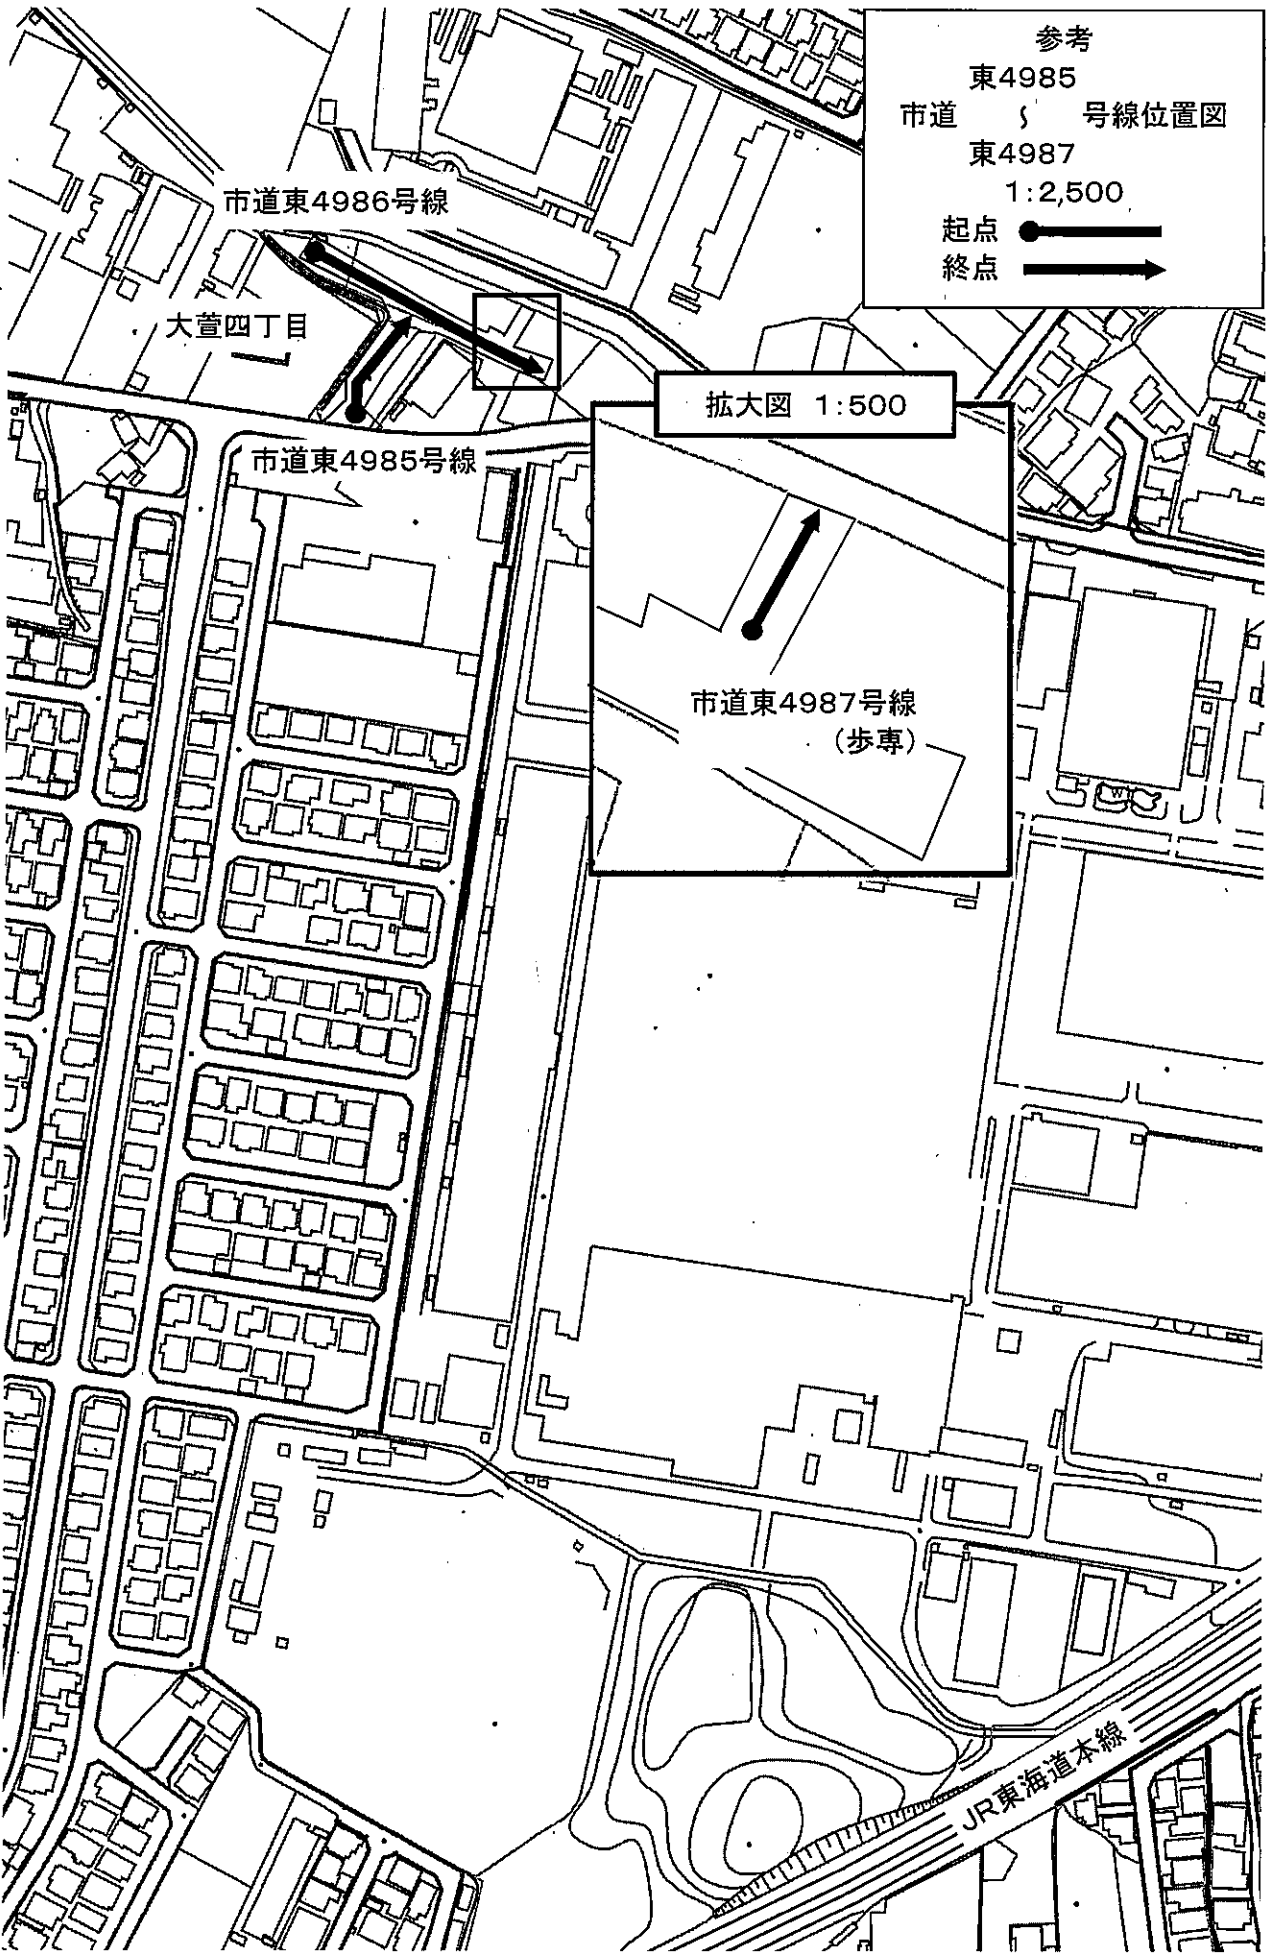 参考
東4985
市道 ~ 号線位置図
東4987
1:2,500
起点
終点
市道東4986号線
大萱四丁目
市道東4985号線
拡大図 1:500
市道東4987号線
(歩専)
W
JR東海道本線